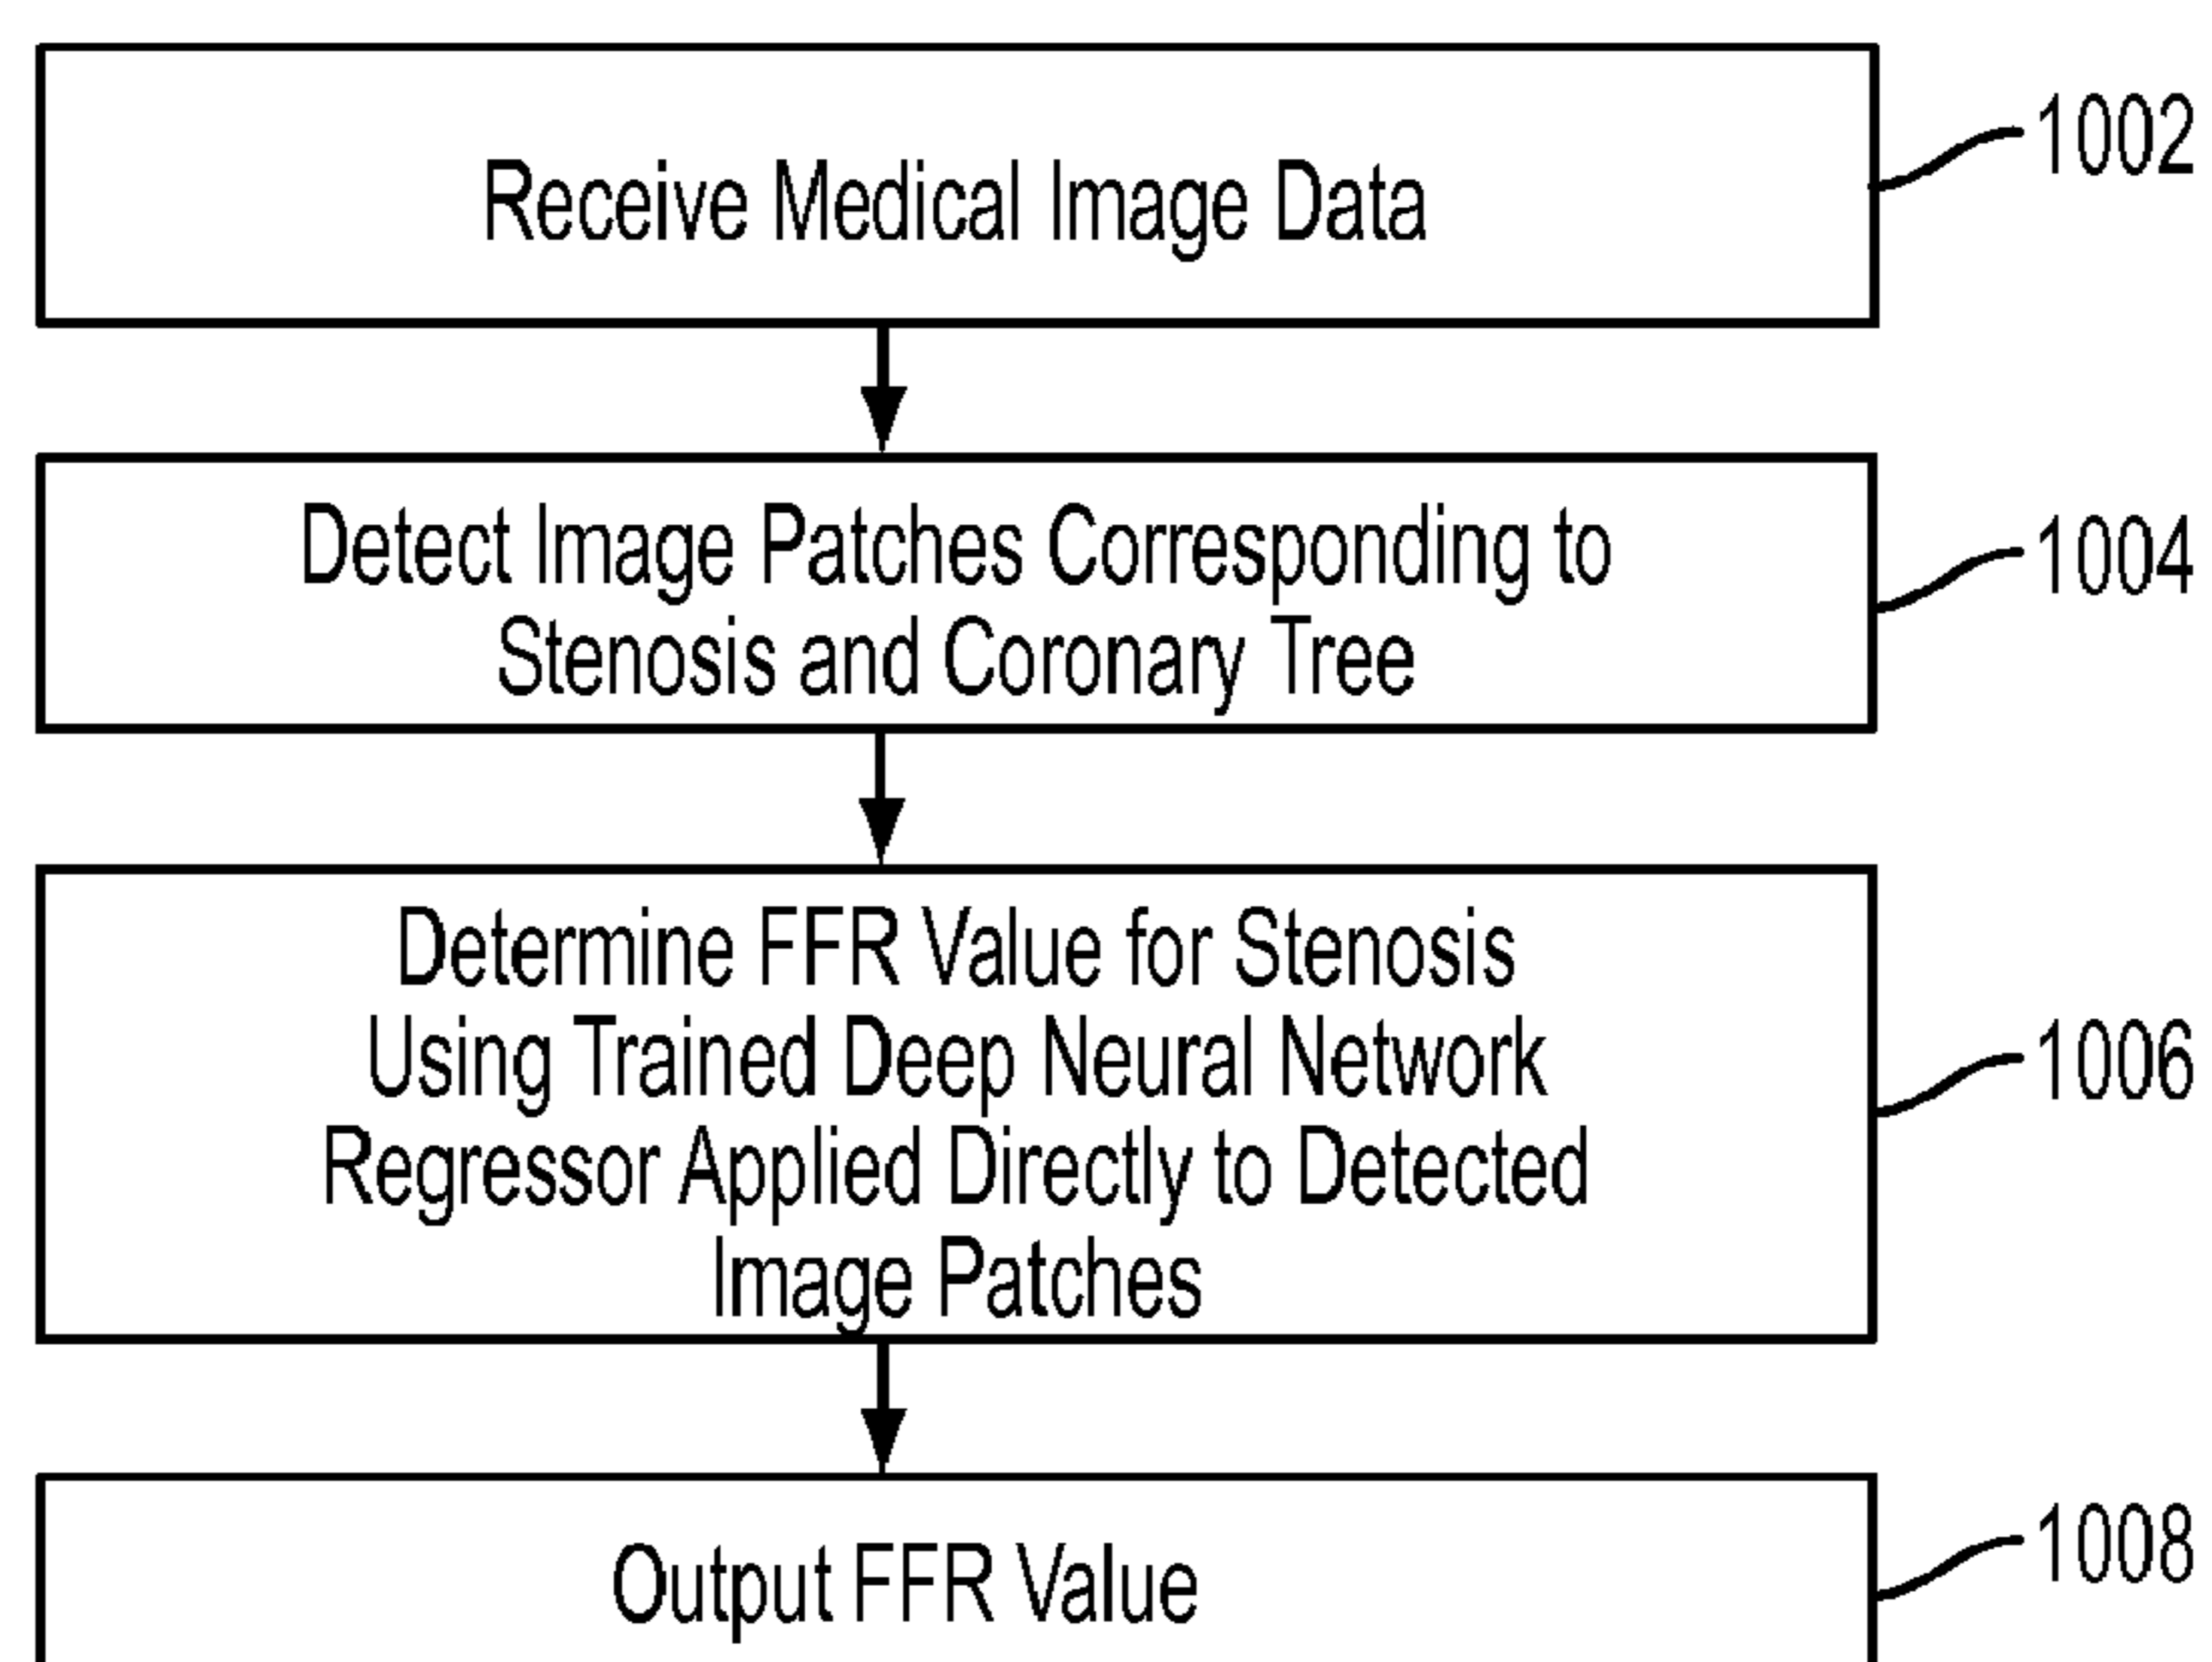 Receive Medical Image Data
1002
Detect Image Patches Corresponding to
Stenosis and Coronary Tree
1004
Determine FFR Value for Stenosis
Using Trained Deep Neural Network
Regressor Applied Directly to Detected
Image Patches
1006
Output FFR Value
1008